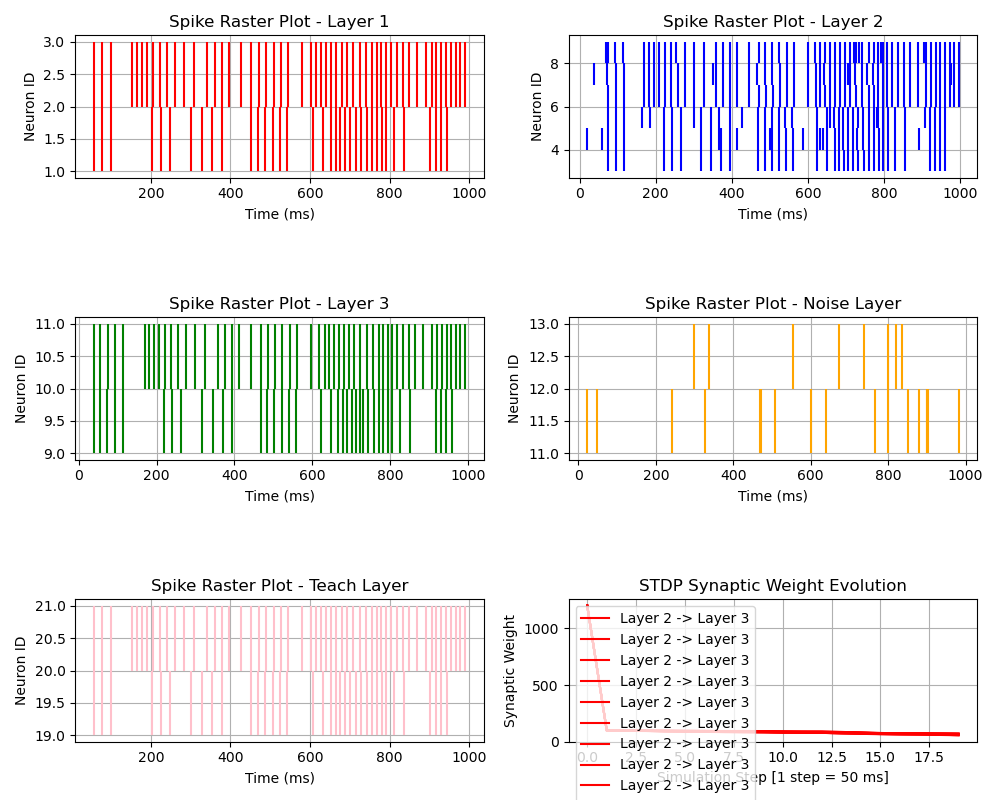 Spike Raster Plot - Layer 1
Neuron ID
3.0
2.5
2.0
1.5
1.0
200 400 600 800 1000
Time (ms)
Spike Raster Plot - Layer 2
Neuron ID
8
6
4
0 200 400 600 800 1000
Time (ms)
Spike Raster Plot - Layer 3
Neuron ID
11.0
10.5
10.0
9.5
9.0
0 200 400 600 800 1000
Time (ms)
Spike Raster Plot - Noise Layer
Neuron ID
13.0
12.5
12.0
11.5
11.0
0 200 400 600 800 1000
Time (ms)
Spike Raster Plot - Teach Layer
Neuron ID
21.0
20.5
20.0
19.5
19.0
200 400 600 800 1000
Time (ms)
STDP Synaptic Weight Evolution
Synaptic Weight
1000
500
0
Layer 2 -> Layer 3
Layer 2 -> Layer 3
Layer 2 -> Layer 3
Layer 2 -> Layer 3
Layer 2 -> Layer 3
Layer 2 -> Layer 3
Layer 2 -> Layer 3
Layer 2 -> Layer 3
Layer 2 -> Layer 3
0.0 2.5 5.0 7.5 10.0 12.5 15.0 17.5
Simulation Step [1 step = 50 ms]